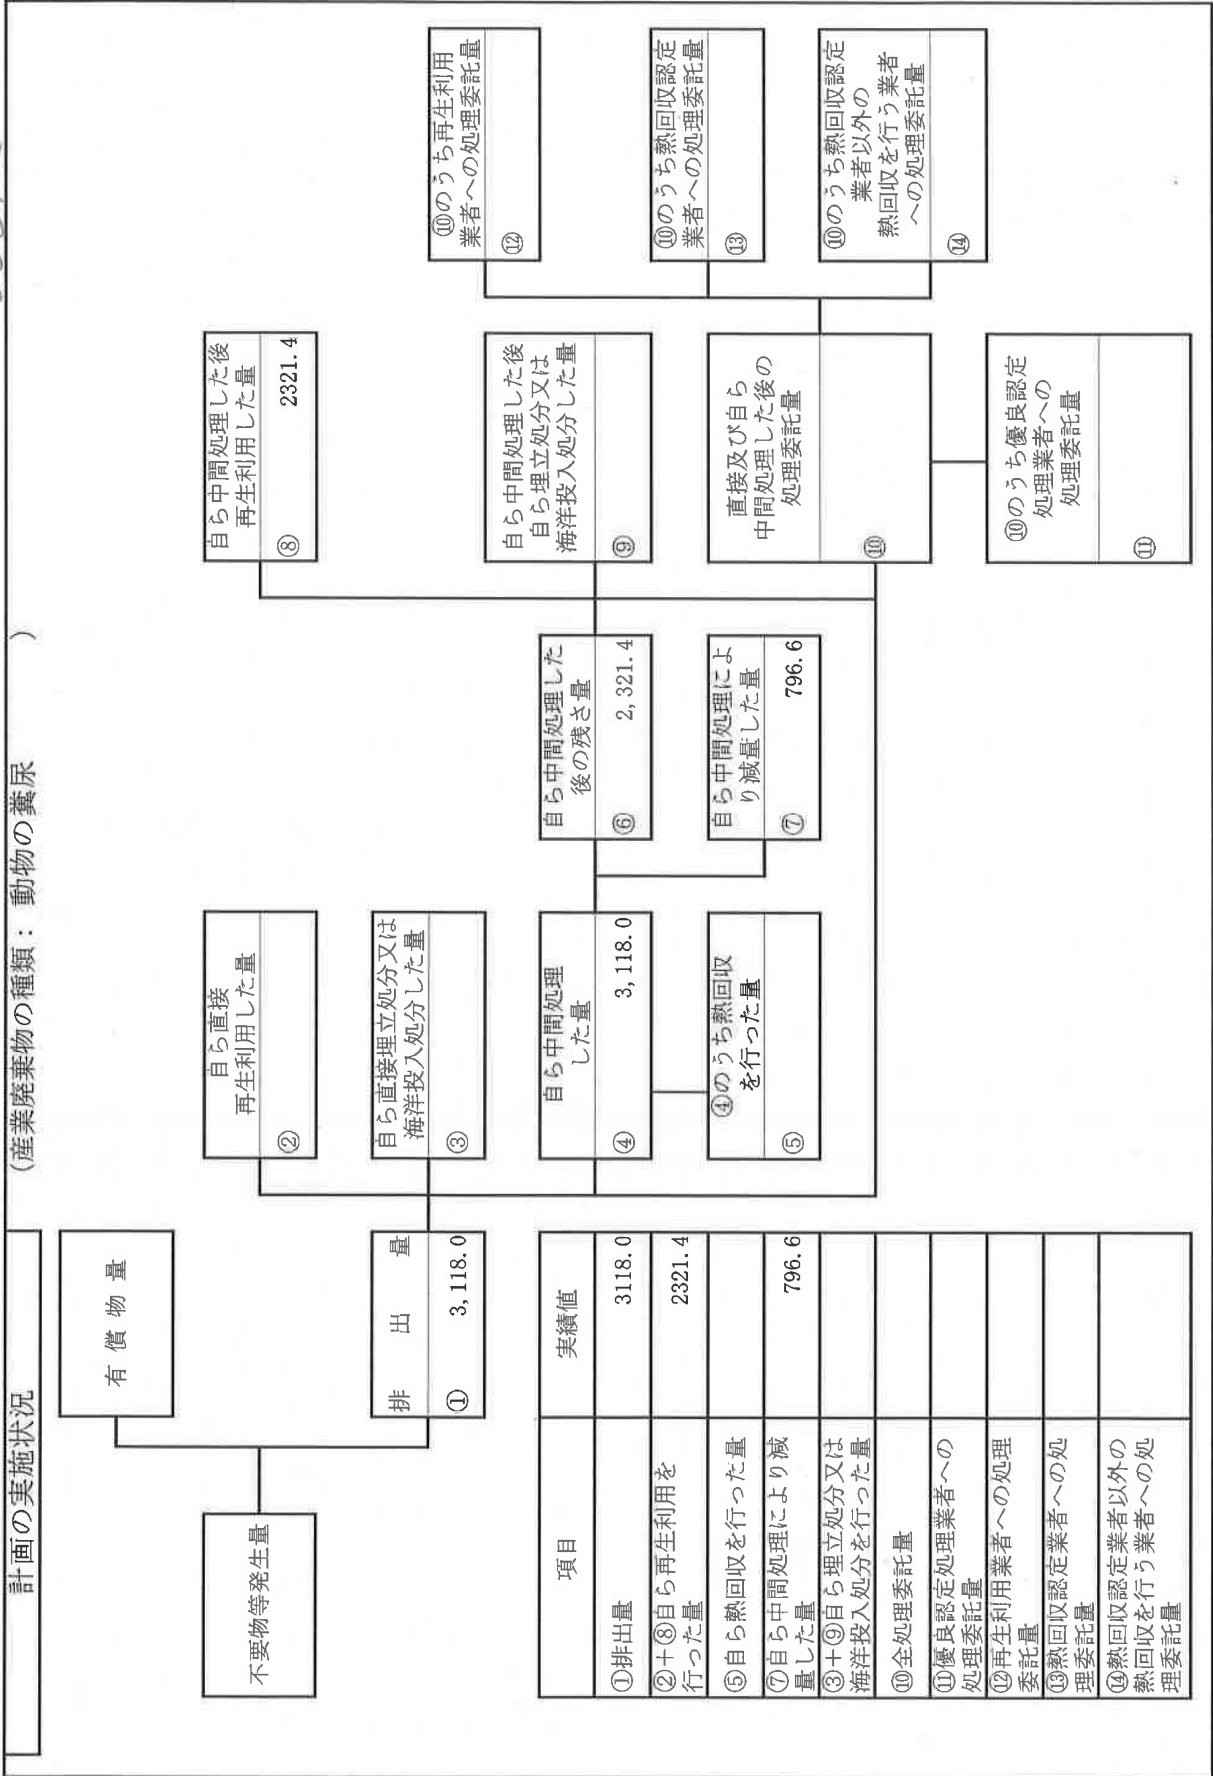 計画の実施状況
（産業廃棄物の種類： 動物の糞尿 ）
不要物等発生量
有償物量
排出量
① 3,118.0
自ら直接
再生利用した量
②
自ら直接埋立処分又は
海洋投入処分した量
③
自ら中間処理
した量
④ 3,118.0
④のうち熱回収
を行った量
⑤
自ら中間処理した
後の残さ量
⑥ 2,321.4
自ら中間処理によ
り減量した量
⑦ 796.6
自ら中間処理した後
再生利用した量
⑧ 2321.4
自ら中間処理した後
自ら埋立処分又は
海洋投入処分した量
⑨
直接及び自ら
中間処理した後の
処理委託量
⑩
⑩のうち優良認定
処理業者への
処理委託量
⑪
⑩のうち再生利用
業者への処理委託量
⑫
⑩のうち熱回収認定
業者への処理委託量
⑬
⑩のうち熱回収認定
業者以外の
熱回収を行う業者
への処理委託量
⑭
項目 実績値
①排出量 3118.0
②＋⑧自ら再生利用を
行った量 2321.4
⑤自ら熱回収を行った量
⑦自ら中間処理により減
量した量 796.6
③＋⑨自ら埋立処分又は
海洋投入処分を行った量
⑩全処理委託量
⑪優良認定処理業者への
処理委託量
⑫再生利用業者への処理
委託量
⑬熱回収認定業者への処
理委託量
⑭熱回収認定業者以外の
熱回収を行う業者への処
理委託量